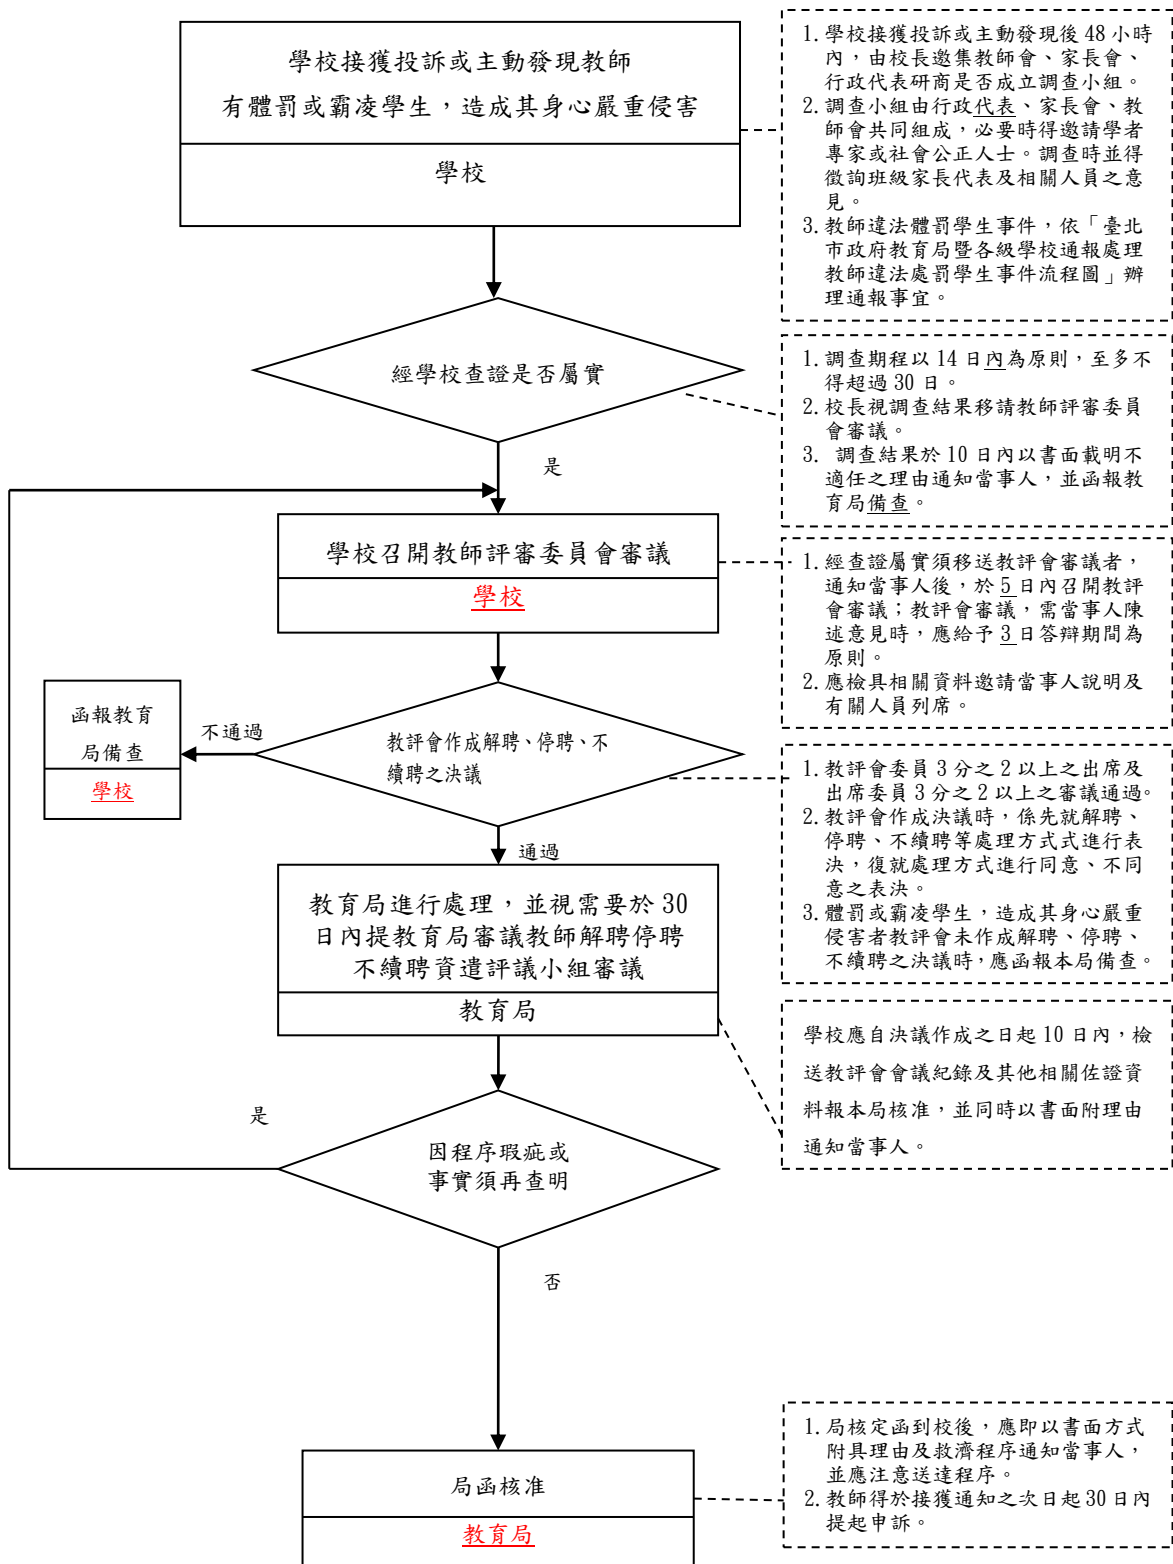 學校接獲投訴或主動發現教師
有體罰或霸凌學生，造成其身心嚴重侵害
學校
1. 學校接獲投訴或主動發現後 48 小時
內，由校長邀集教師會、家長會、
行政代表研商是否成立調查小組。
2. 調查小組由行政代表、家長會、教
師會共同組成，必要時得邀請學者
專家或社會公正人士。調查時並得
徵詢班級家長代表及相關人員之意
見。
3. 教師違法體罰學生事件，依「臺北
市政府教育局暨各級學校通報處理
教師違法處罰學生事件流程圖」辦
理通報事宜。
經學校查證是否屬實
1. 調查期程以 14 日內為原則，至多不
得超過 30 日。
2. 校長視調查結果移請教師評審委員
會審議。
3. 調查結果於 10 日內以書面載明不
適任之理由通知當事人，並函報教
育局備查。
是
學校召開教師評審委員會審議
學校
1. 經查證屬實須移送教評會審議者，
通知當事人後，於 5 日內召開教評
會審議；教評會審議，需當事人陳
述意見時，應給予 3 日答辯期間為
原則。
2. 應檢具相關資料邀請當事人說明及
有關人員列席。
函報教育
局備查
學校
不通過
教評會作成解聘、停聘、不
續聘之決議
1. 教評會委員 3 分之 2 以上之出席及
出席委員 3 分之 2 以上之審議通過。
2. 教評會作成決議時，係先就解聘、
停聘、不續聘等處理方式式進行表
決，復就處理方式進行同意、不同
意之表決。
3. 體罰或霸凌學生，造成其身心嚴重
侵害者教評會未作成解聘、停聘、
不續聘之決議時，應函報本局備查。
通過
教育局進行處理，並視需要於 30
日內提教育局審議教師解聘停聘
不續聘資遣評議小組審議
教育局
學校應自決議作成之日起 10 日內，檢
送教評會會議紀錄及其他相關佐證資
料報本局核准，並同時以書面附理由
通知當事人。
是
因程序瑕疵或
事實須再查明
否
局函核准
教育局
1. 局核定函到校後，應即以書面方式
附具理由及救濟程序通知當事人，
並應注意送達程序。
2. 教師得於接獲通知之次日起 30 日內
提起申訴。